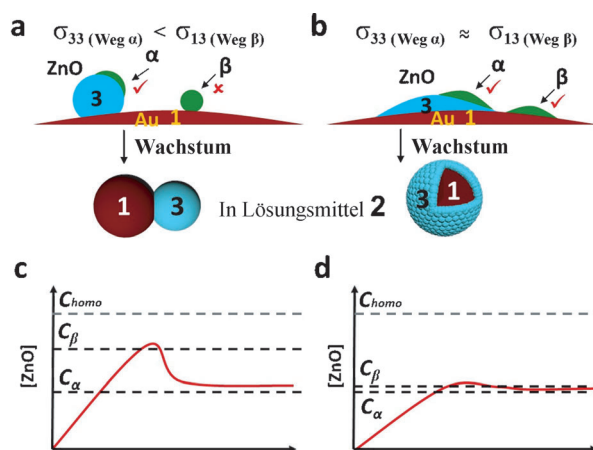 a
σ33 (Weg α) < σ13 (Weg β)
ZnO
α
3
✓
β
×
Au 1
Wachstum
1
3
b
σ33 (Weg α) ≈ σ13 (Weg β)
ZnO
α
3
✓
β
✓
Au 1
Wachstum
3
1
In Lösungsmittel 2
c
Chomo
Cβ
Cα
[ZnO]
d
Chomo
Cβ
Cα
[ZnO]